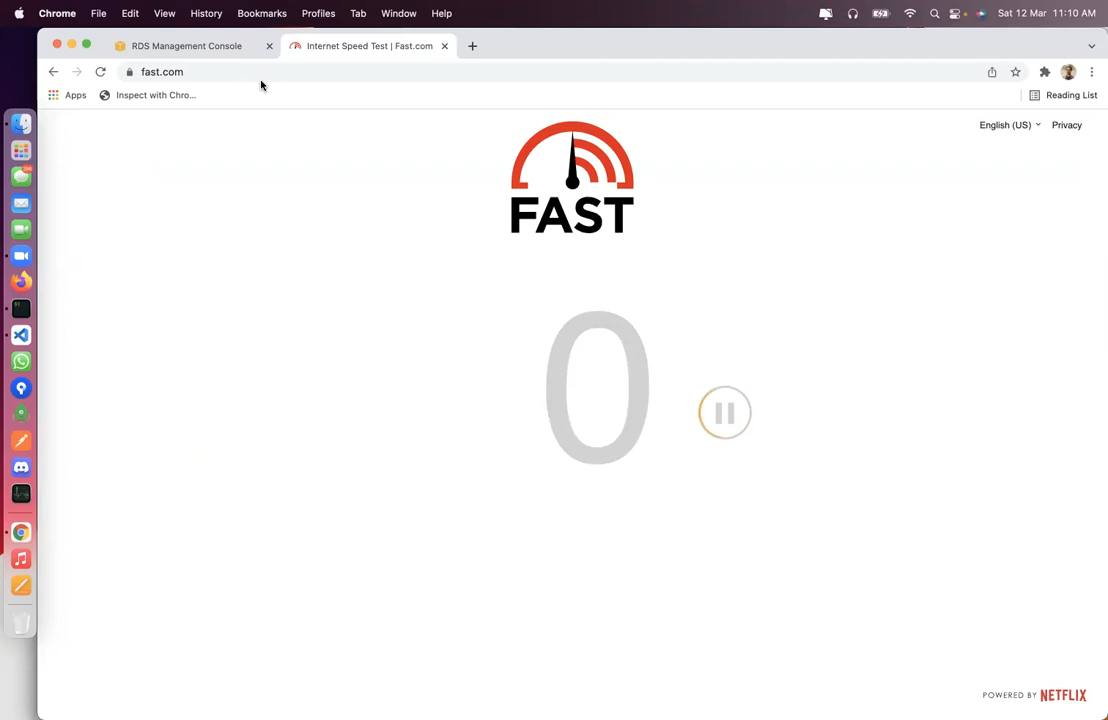 Chrome File Edit View History Bookmarks Profiles Tab Window Help Sat 12 Mar 11:10 AM
RDS Management Console Internet Speed Test | Fast.com
fast.com
Apps Inspect with Chro... Reading List
English (US) Privacy
FAST
0
POWERED BY NETFLIX